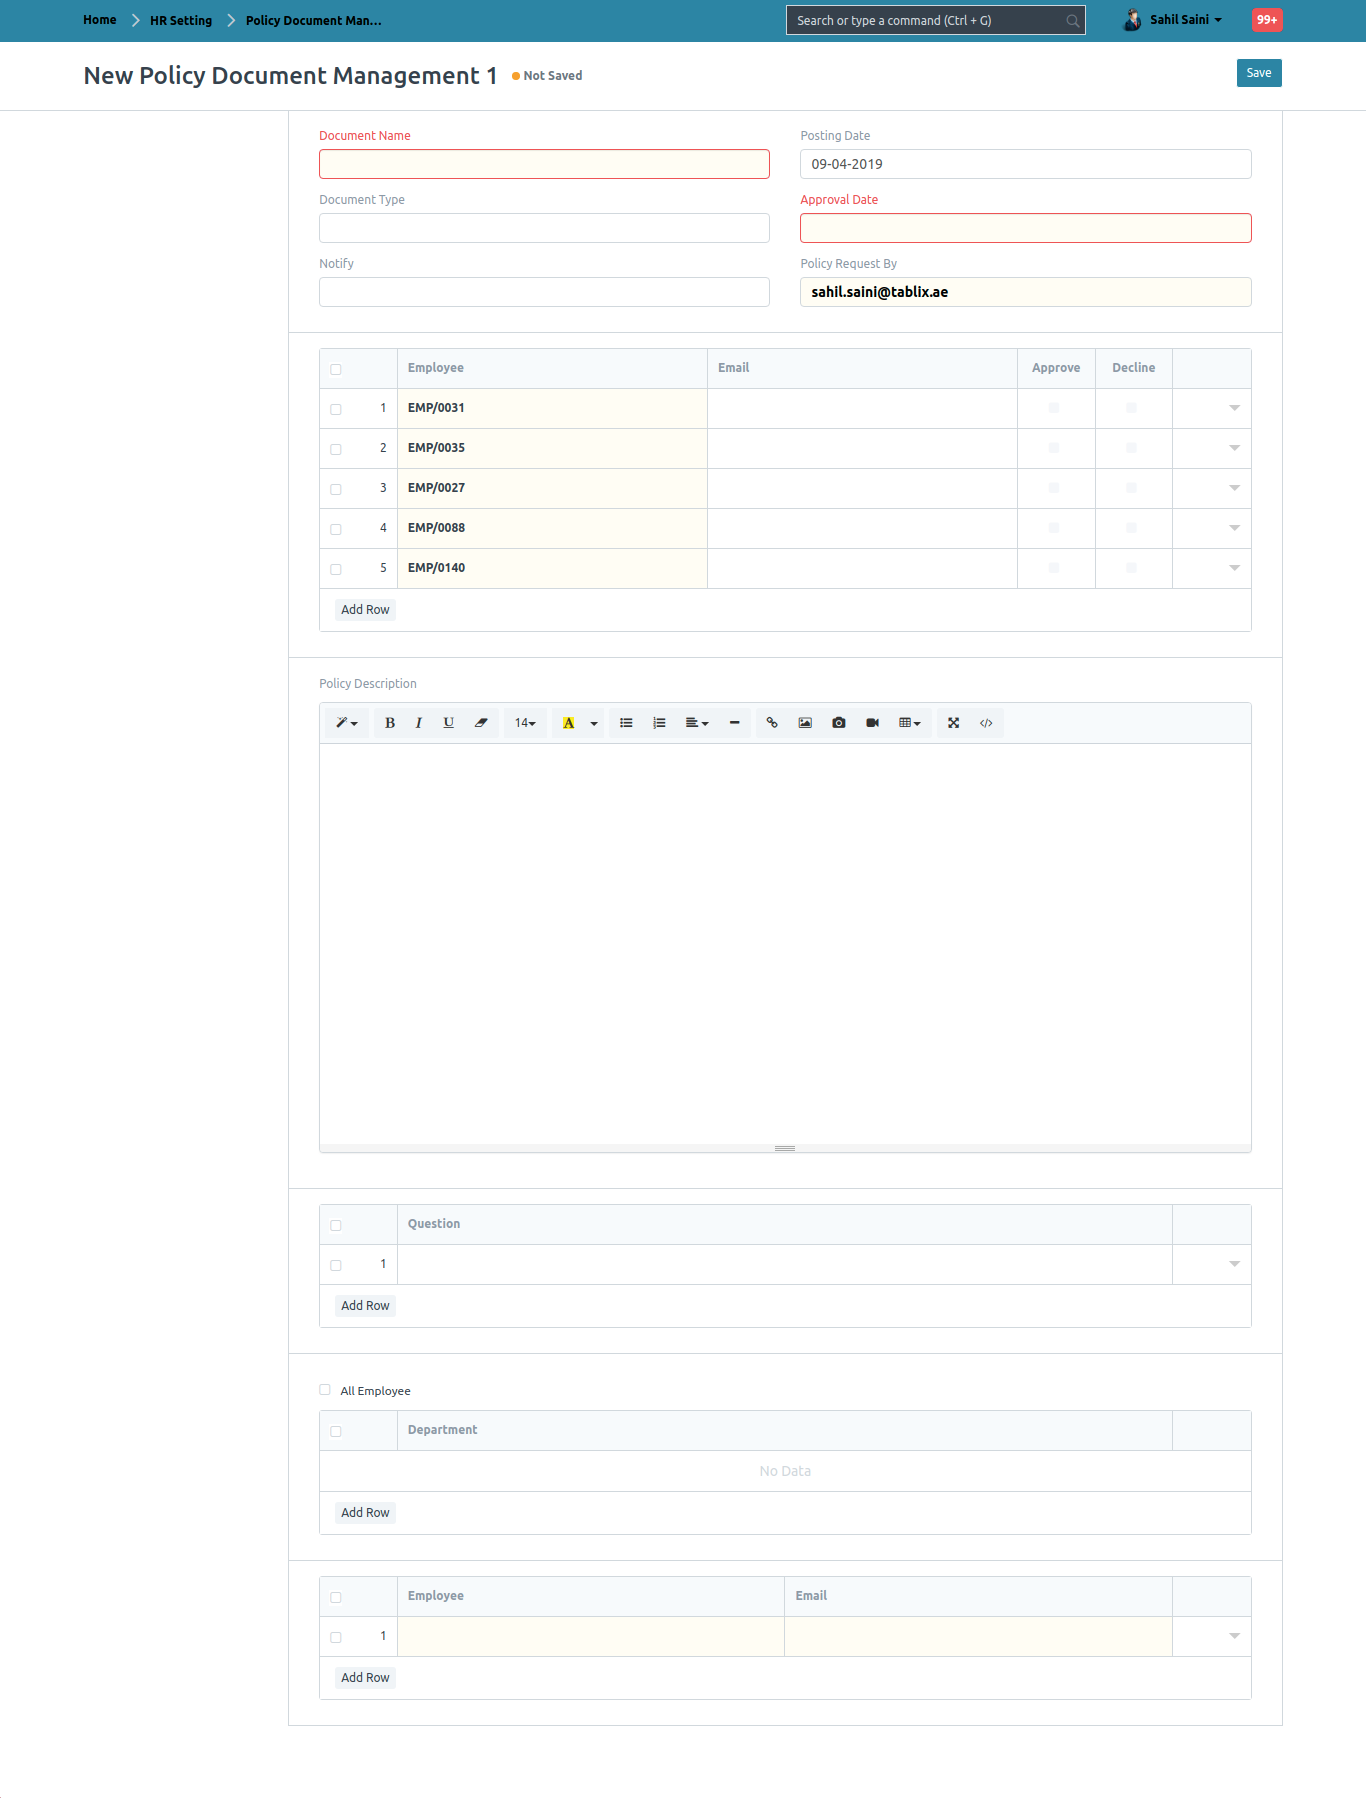 Home HR Setting Policy Document Man... Search or type a command (Ctrl + G) Sahil Saini 99+
New Policy Document Management 1 Not Saved Save
Document Name Posting Date
09-04-2019
Document Type Approval Date
Notify Policy Request By
sahil.saini@tablix.ae
Employee Email Approve Decline
1 EMP/0031
2 EMP/0035
3 EMP/0027
4 EMP/0088
5 EMP/0140
Add Row
Policy Description
B I U 14 A </>
Question
1
Add Row
All Employee
Department
No Data
Add Row
Employee Email
1
Add Row